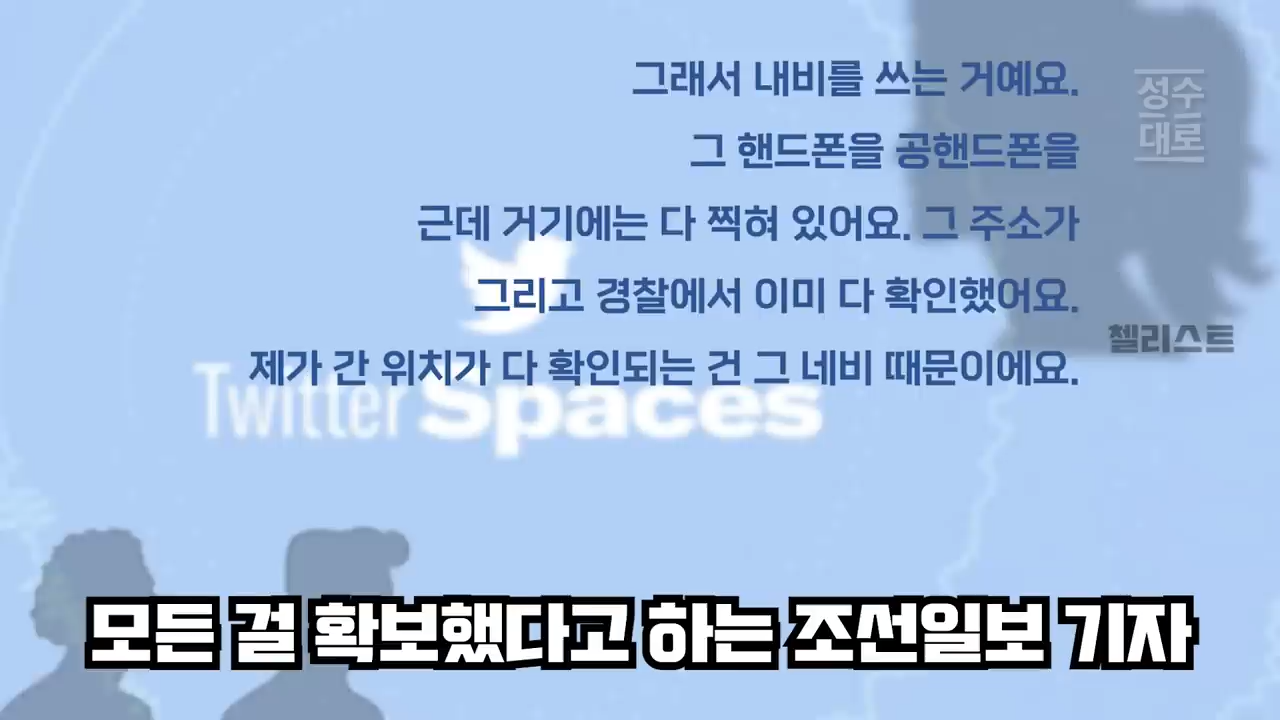 그래서 내비를 쓰는 거예요.
그 핸드폰을 공핸드폰을
근데 거기에는 다 찍혀 있어요. 그 주소가
그리고 경찰에서 이미 다 확인했어요.
제가 간 위치가 다 확인되는 건 그 네비 때문이에요.
성수
대로
첼리스트
Twitter Spaces
모든 걸 확보했다고 하는 조선일보 기자